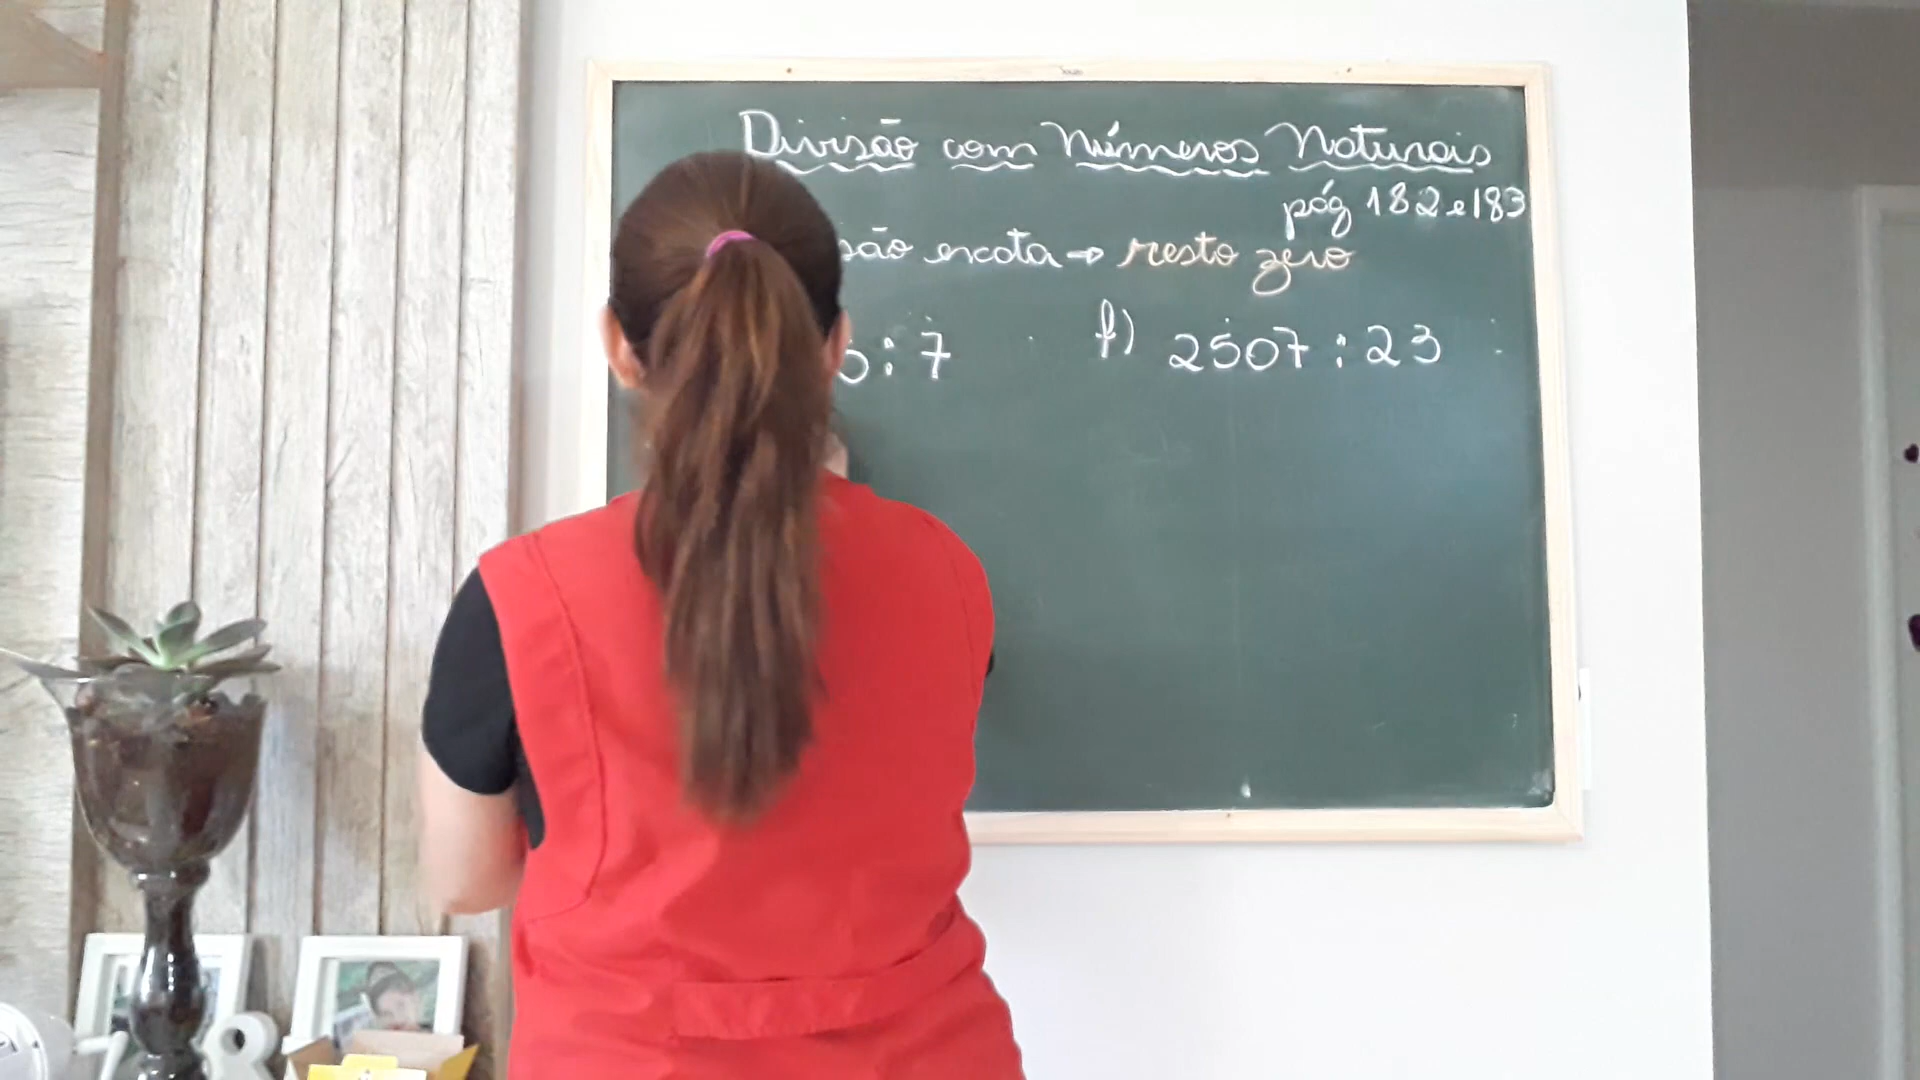 Divisão com Números Naturais
pág 182 e 183
são exata → resto zero
: 7
f) 2507 : 23